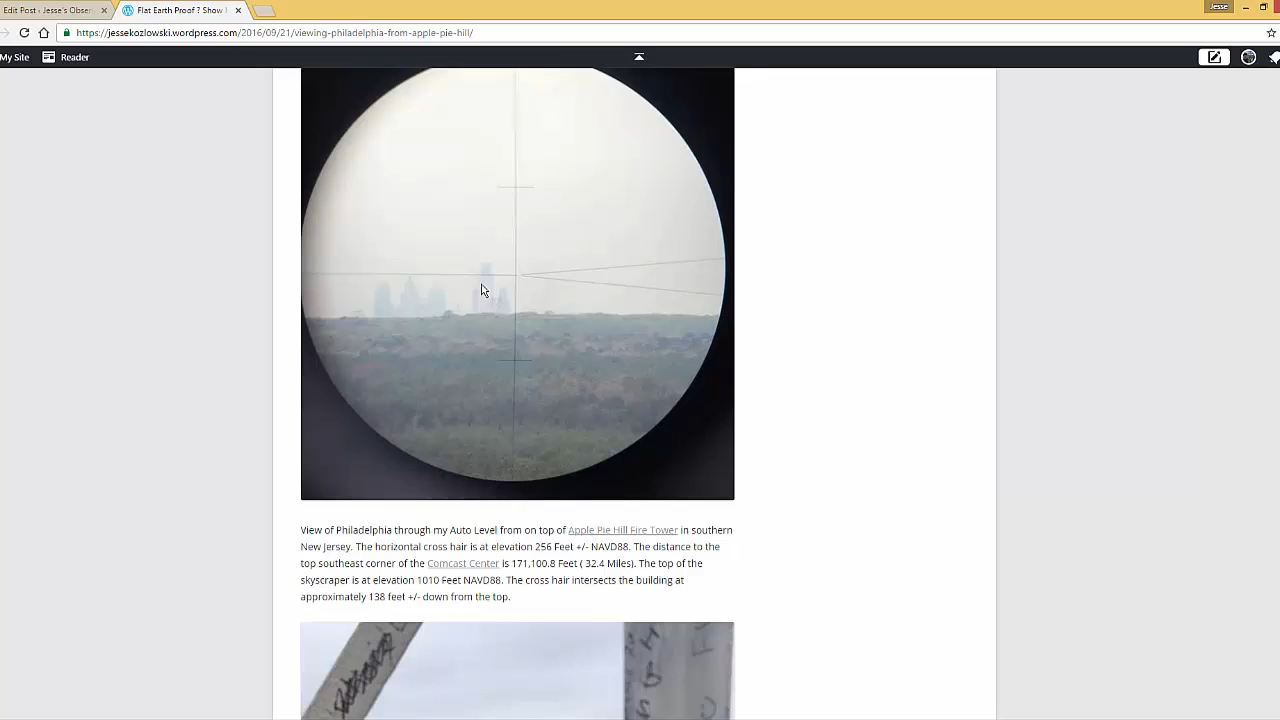 Edit Post ‹ Jesse's Obser
Flat Earth Proof ? Show
Jesse
https://jessekozlowski.wordpress.com/2016/09/21/viewing-philadelphia-from-apple-pie-hill/
My Site
Reader
View of Philadelphia through my Auto Level from on top of Apple Pie Hill Fire Tower in southern
New Jersey. The horizontal cross hair is at elevation 256 Feet +/- NAVD88. The distance to the
top southeast corner of the Comcast Center is 171,100.8 Feet ( 32.4 Miles). The top of the
skyscraper is at elevation 1010 Feet NAVD88. The cross hair intersects the building at
approximately 138 feet +/- down from the top.